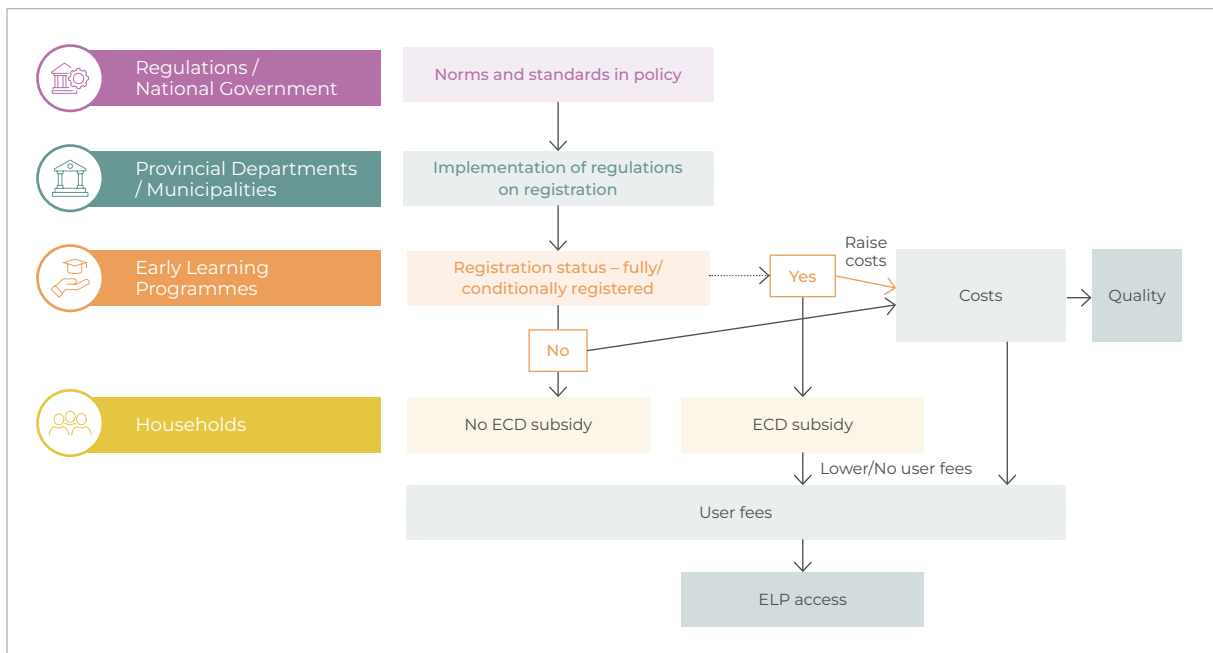 Regulations /
National Government
Norms and standards in policy
Provincial Departments
/ Municipalities
Implementation of regulations
on registration
Early Learning
Programmes
Registration status – fully/
conditionally registered
Yes
Raise
costs
Costs
Quality
No
Households
No ECD subsidy
ECD subsidy
Lower/No user fees
User fees
ELP access